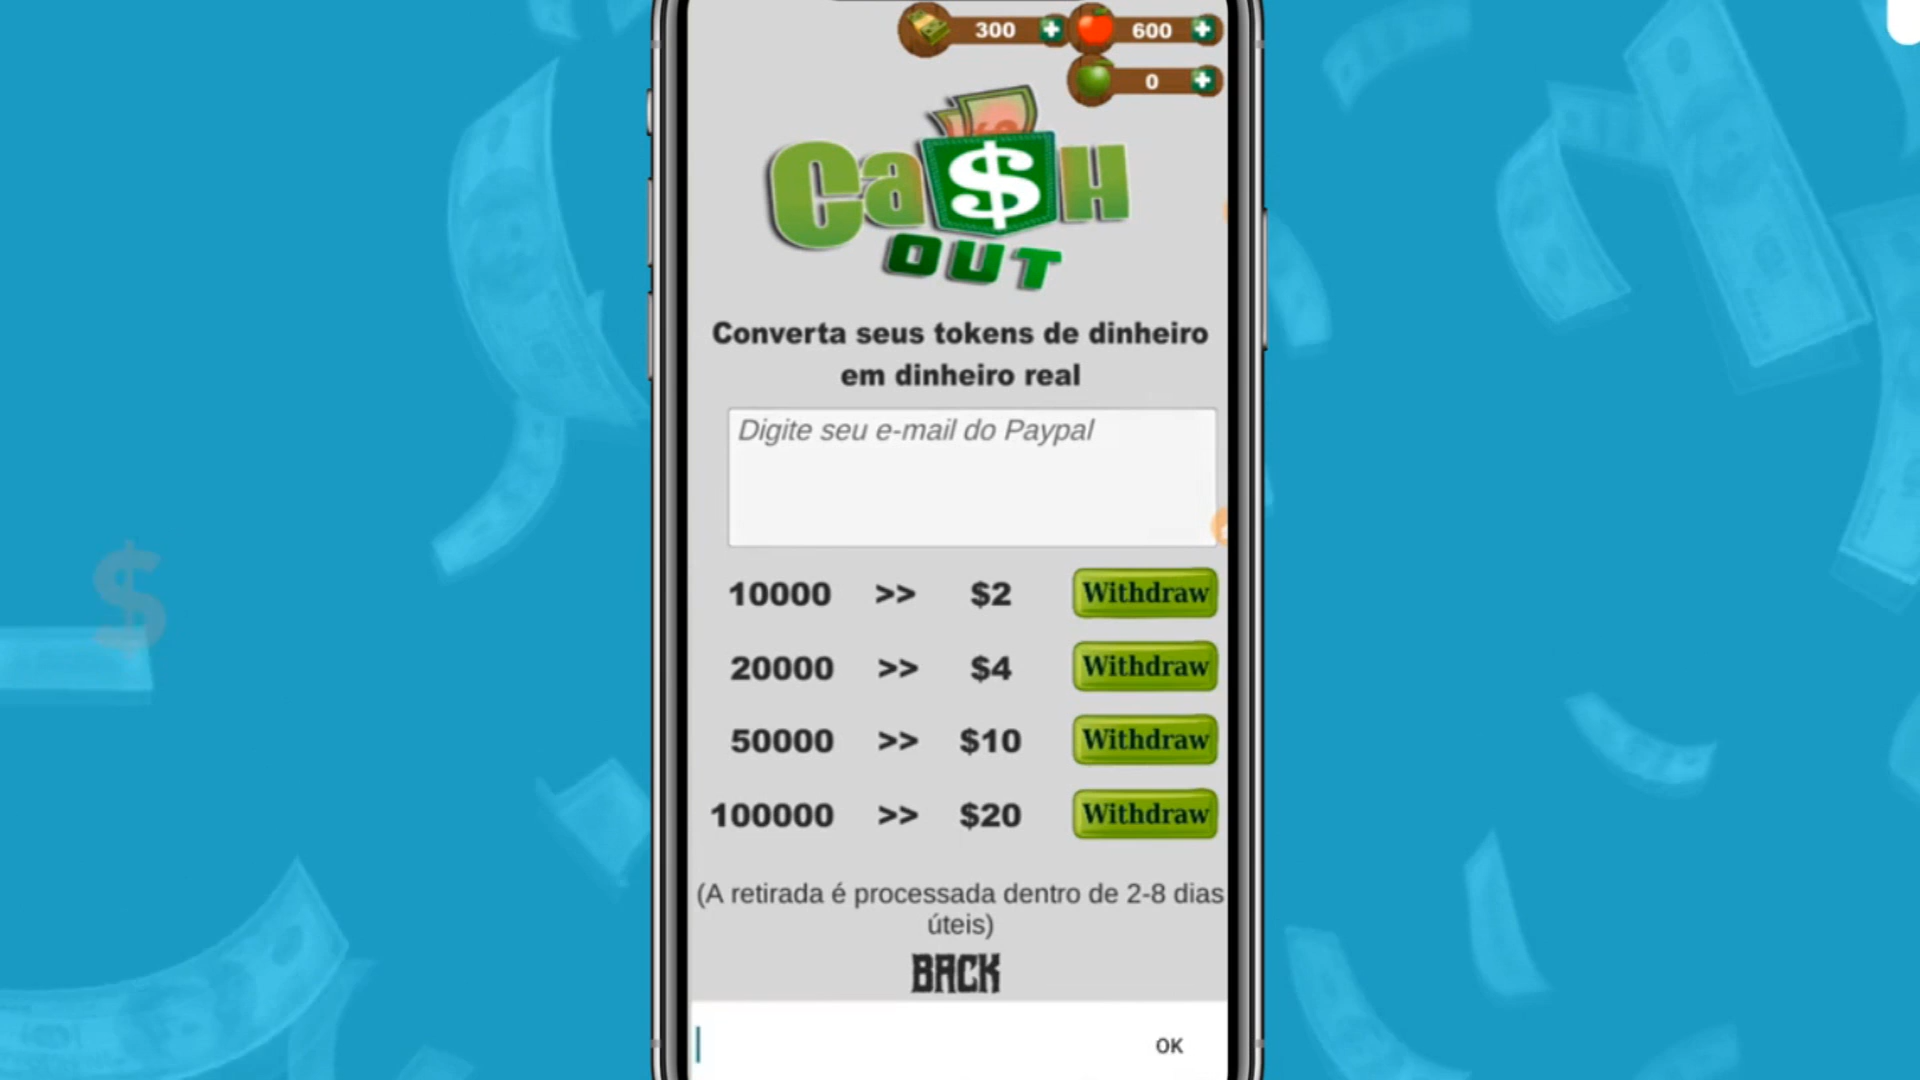 300
600
0
Ca$H
OUT
Converta seus tokens de dinheiro
em dinheiro real
Digite seu e-mail do Paypal
10000 >> $2 Withdraw
20000 >> $4 Withdraw
50000 >> $10 Withdraw
100000 >> $20 Withdraw
(A retirada é processada dentro de 2-8 dias
úteis)
BACK
OK
$